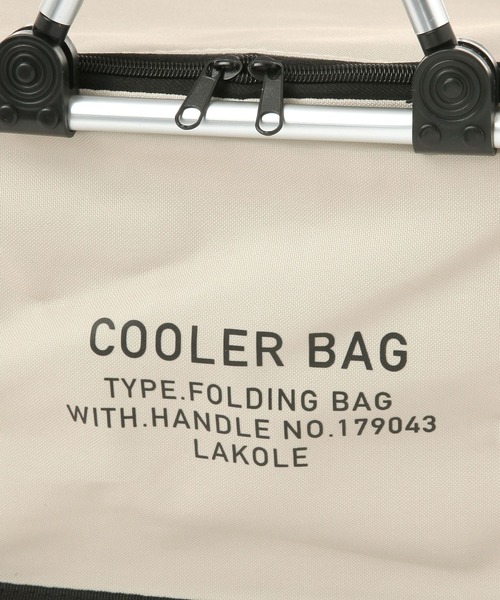 COOLER BAG
TYPE.FOLDING BAG
WITH.HANDLE NO.179043
LAKOLE